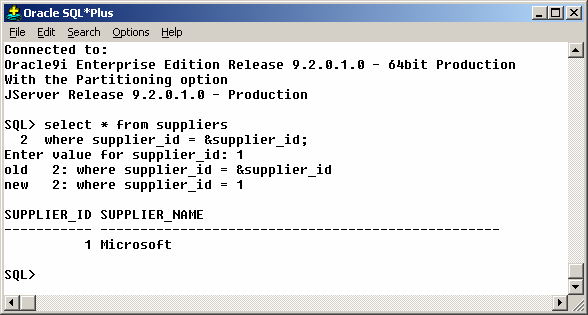 Oracle SQL*Plus
File Edit Search Options Help
Connected to:
Oracle9i Enterprise Edition Release 9.2.0.1.0 - 64bit Production
With the Partitioning option
JServer Release 9.2.0.1.0 - Production
SQL> select * from suppliers
  2  where supplier_id = &supplier_id;
Enter value for supplier_id: 1
old   2: where supplier_id = &supplier_id
new   2: where supplier_id = 1
SUPPLIER_ID SUPPLIER_NAME
----------- --------------------------------------------------
          1 Microsoft
SQL>